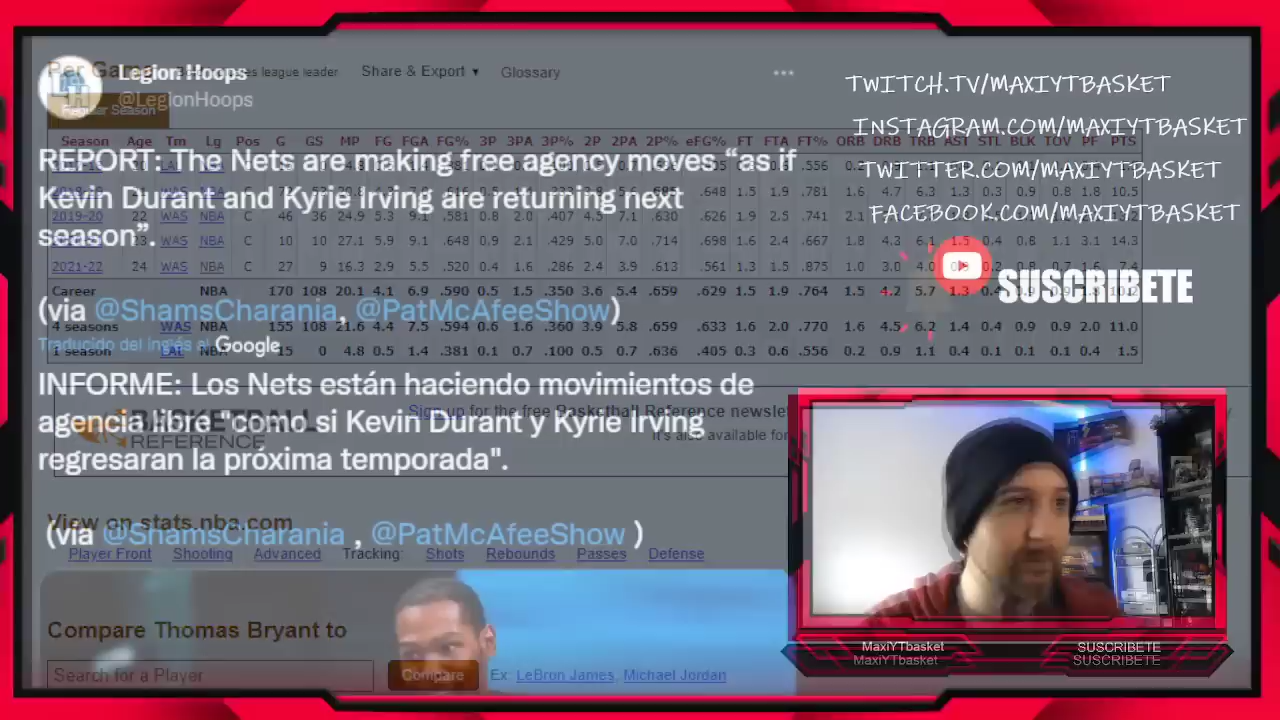 Legion Hoops
@LegionHoops
Share & Export ▼ Glossary
league leader
REPORT: The Nets are making free agency moves “as if
Kevin Durant and Kyrie Irving are returning next
season”.
(via @ShamsCharania, @PatMcAfeeShow)
Traducido del inglés al Google
INFORME: Los Nets están haciendo movimientos de
agencia libre "como si Kevin Durant y Kyrie Irving
regresaran la próxima temporada".
(vía @ShamsCharania , @PatMcAfeeShow )
Season Age Tm Lg Pos G GS MP FG FGA FG% 3P 3PA 3P% 2P 2PA 2P% eFG% FT FTA FT% ORB DRB TRB AST STL BLK TOV PF PTS
2019-20 22 WAS NBA C 46 36 24.9 5.3 9.1 .581 0.8 2.0 .407 4.5 7.1 .630 .626 1.9 2.5 .741
23 WAS NBA C 10 10 27.1 5.9 9.1 .648 0.9 2.1 .429 5.0 7.0 .714 .698 1.6 2.4 .667 1.8 4.3 6.1 1.5 0.4 0.8 1.1 3.1 14.3
2021-22 24 WAS NBA C 27 9 16.3 2.9 5.5 .520 0.4 1.6 .286 2.4 3.9 .613 .561 1.3 1.5 .875 1.0 3.0 4.0
Career NBA 170 108 20.1 4.1 6.9 .590 0.5 1.5 .350 3.6 5.4 .659 .629 1.5 1.9 .764 1.5 4.2 5.7 1.3
4 seasons WAS NBA 155 108 21.6 4.4 7.5 .594 0.6 1.6 .360 3.9 5.8 .659 .633 1.6 2.0 .770 1.6 4.5 6.2 1.4 0.4 0.9 0.9 2.0 11.0
1 season LAL NBA 15 0 4.8 0.5 1.4 .381 0.1 0.7 .100 0.5 0.7 .636 .405 0.3 0.6 .556 0.2 0.9 1.1 0.4 0.1 0.1 0.1 0.4 1.5
BASKETBALL
REFERENCE
Sign up for the free Basketball Reference
It's also available for
View on stats.nba.com
Player Front Shooting Advanced Tracking: Shots Rebounds Passes Defense
Compare Thomas Bryant to
Search for a Player Compare Ex: LeBron James, Michael Jordan
TWITCH.TV/MAXIYTBASKET
INSTAGRAM.COM/MAXIYTBASKET
TWITTER.COM/MAXIYTBASKET
FACEBOOK.COM/MAXIYTBASKET
SUSCRIBETE
MaxiYTbasket SUSCRIBETE
MaxiYTbasket SUSCRIBETE